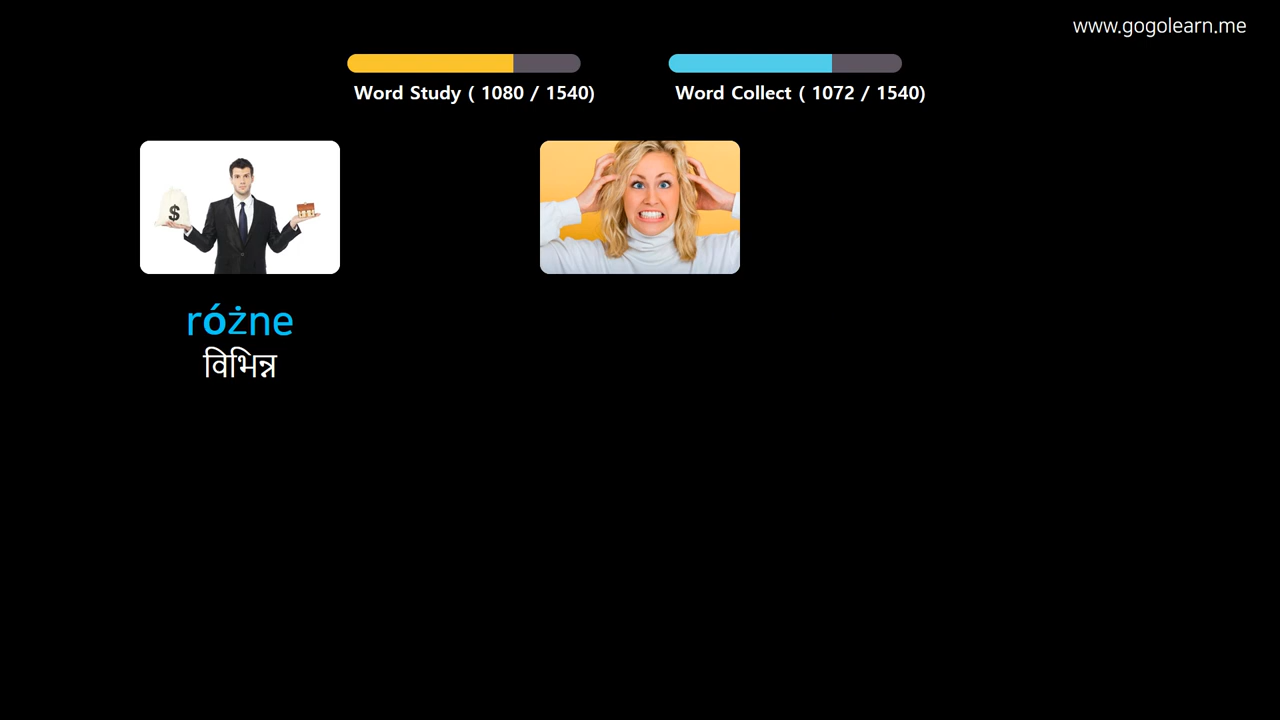 www.gogolearn.me
Word Study ( 1080 / 1540)
Word Collect ( 1072 / 1540)
$
różne
विभिन्न